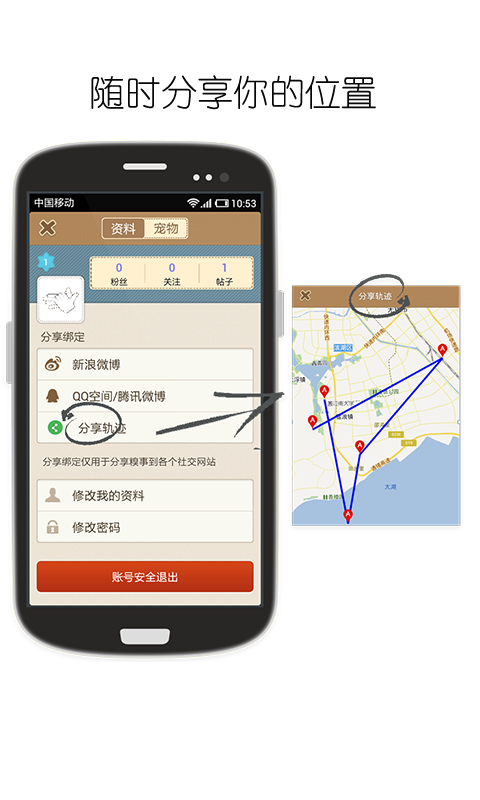 随时分享你的位置
中国移动
10:53
资料
宠物
1
0
0
1
粉丝
关注
帖子
分享绑定
新浪微博
QQ空间/腾讯微博
分享轨迹
分享绑定仅用于分享糗事到各个社交网站
修改我的资料
修改密码
账号安全退出
分享轨迹
滨湖区
太湖
A
A
A
A
A